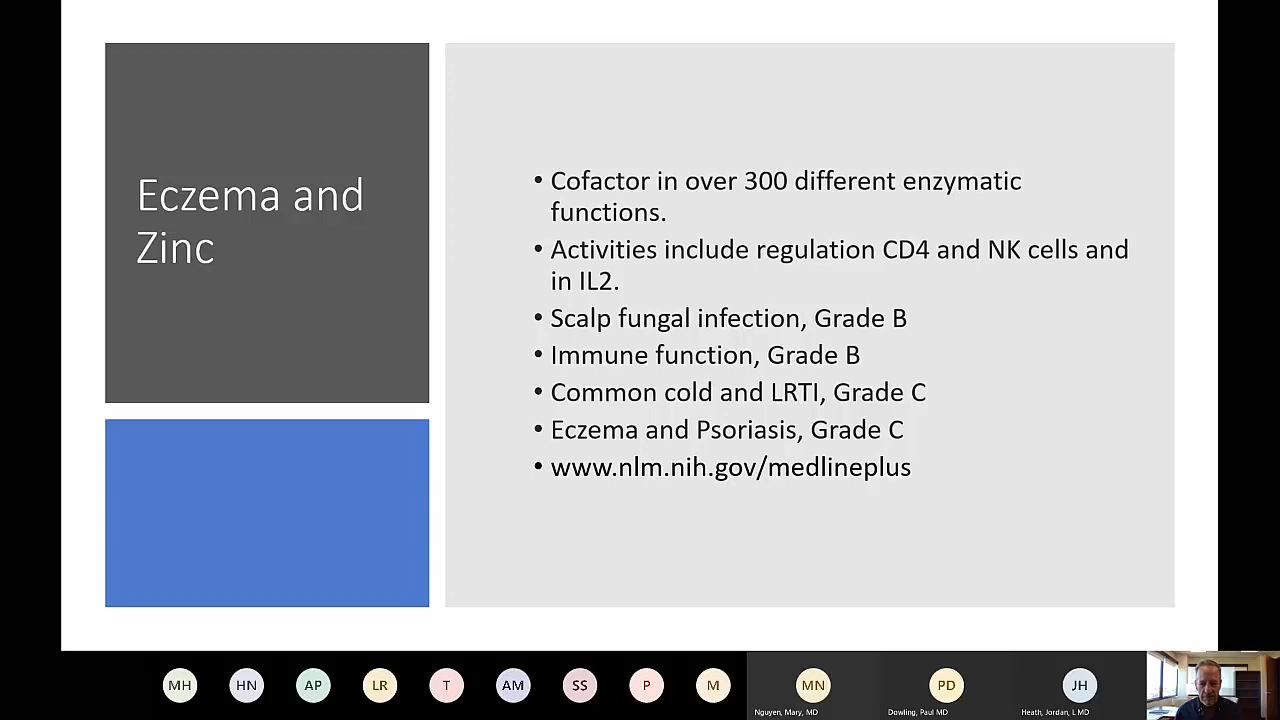 Eczema and
Zinc
• Cofactor in over 300 different enzymatic
functions.
• Activities include regulation CD4 and NK cells and
in IL2.
• Scalp fungal infection, Grade B
• Immune function, Grade B
• Common cold and LRTI, Grade C
• Eczema and Psoriasis, Grade C
• www.nlm.nih.gov/medlineplus
MH HN AP LR T AM SS P M MN PD JH
Nguyen, Mary, MD Dowling, Paul MD Heath, Jordan, L MD